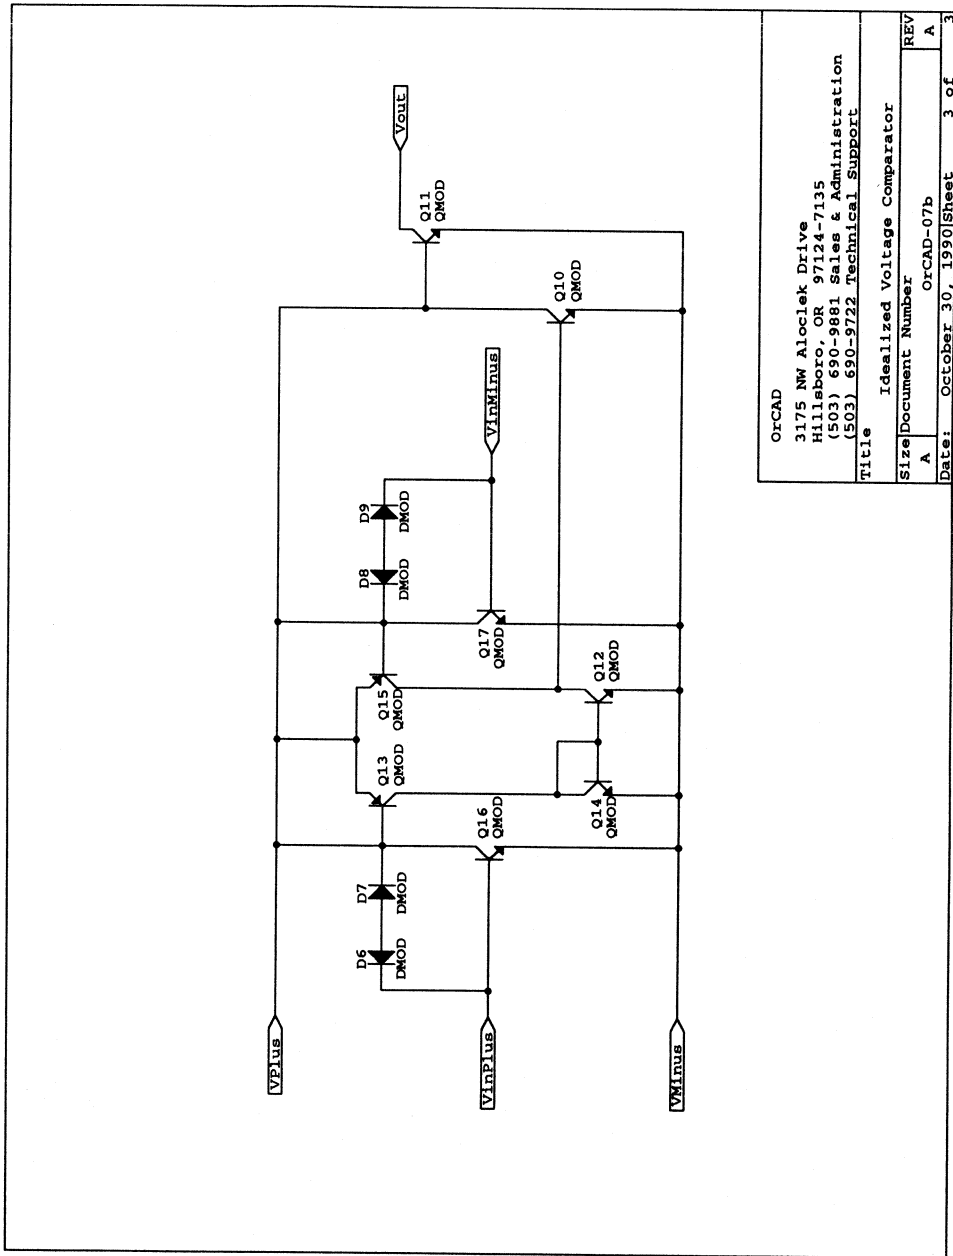 VPlus
VinPlus
VMinus
D6
DMOD
D7
DMOD
Q16
QMOD
Q13
QMOD
Q14
QMOD
Q15
QMOD
Q12
QMOD
Q17
QMOD
D8
DMOD
D9
DMOD
VinMinus
Q10
QMOD
Q11
QMOD
Vout
OrCAD
3175 NW Aloclek Drive
Hillsboro, OR 97124-7135
(503) 690-9881 Sales & Administration
(503) 690-9722 Technical Support
Title
Idealized Voltage Comparator
Size Document Number REV
A OrCAD-07b A
Date: October 30, 1990 Sheet 3 of 3